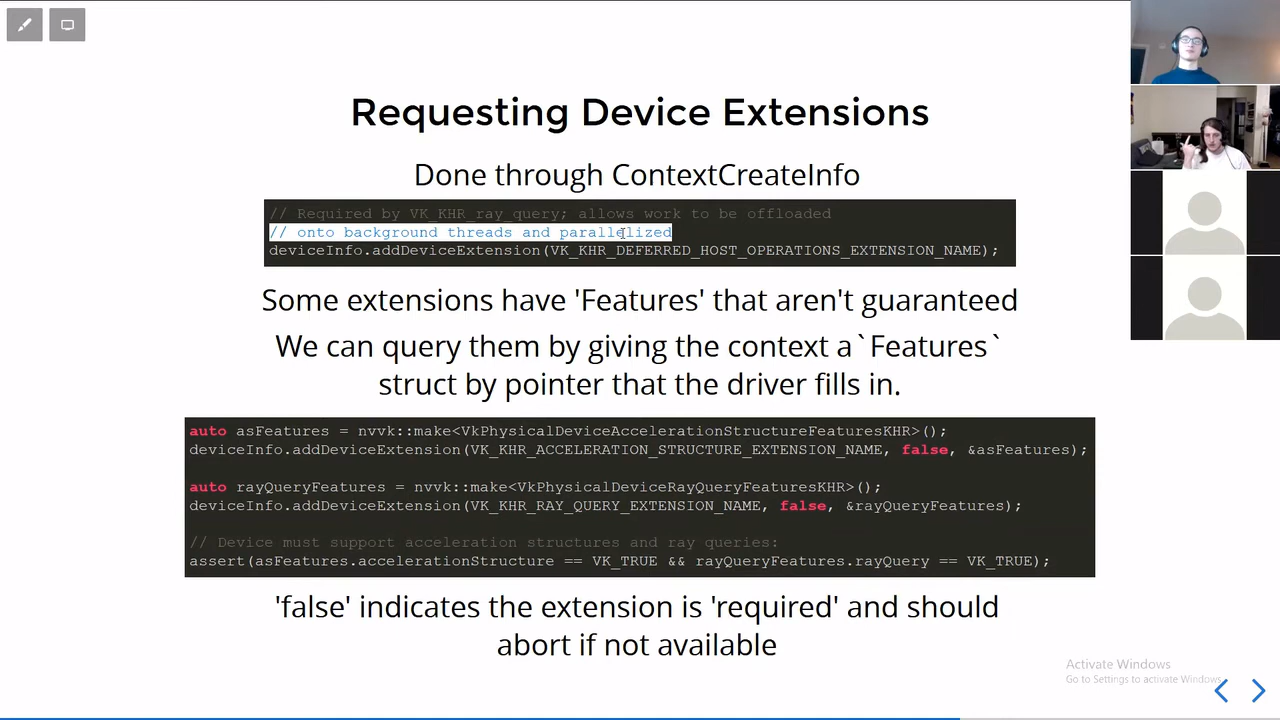 Requesting Device Extensions
Done through ContextCreateInfo
// Required by VK_KHR_ray_query; allows work to be offloaded
// onto background threads and parallelized
deviceInfo.addDeviceExtension(VK_KHR_DEFERRED_HOST_OPERATIONS_EXTENSION_NAME);
Some extensions have 'Features' that aren't guaranteed
We can query them by giving the context a`Features`
struct by pointer that the driver fills in.
auto asFeatures = nvvk::make<VkPhysicalDeviceAccelerationStructureFeaturesKHR>();
deviceInfo.addDeviceExtension(VK_KHR_ACCELERATION_STRUCTURE_EXTENSION_NAME, false, &asFeatures);
auto rayQueryFeatures = nvvk::make<VkPhysicalDeviceRayQueryFeaturesKHR>();
deviceInfo.addDeviceExtension(VK_KHR_RAY_QUERY_EXTENSION_NAME, false, &rayQueryFeatures);
// Device must support acceleration structures and ray queries:
assert(asFeatures.accelerationStructure == VK_TRUE && rayQueryFeatures.rayQuery == VK_TRUE);
'false' indicates the extension is 'required' and should
abort if not available
Activate Windows
Go to Settings to activate Windows.